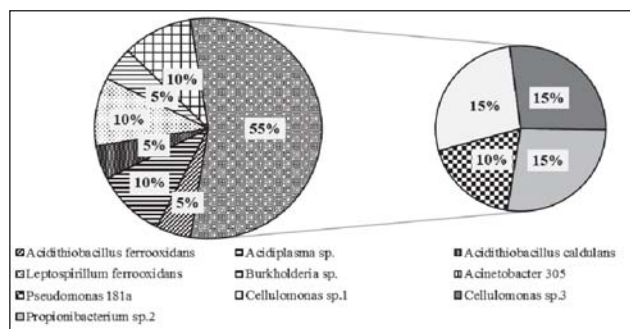 10%
5%
10%
5%
10%
5%
55%
15%
15%
10%
15%
Acidithiobacillus ferrooxidans Acidiplasma sp. Acidithiobacillus caldulans
Leptospirillum ferrooxidans Burkholderia sp. Acinetobacter 305
Pseudomonas 181a Cellulomonas sp.1 Cellulomonas sp.3
Propionibacterium sp.2